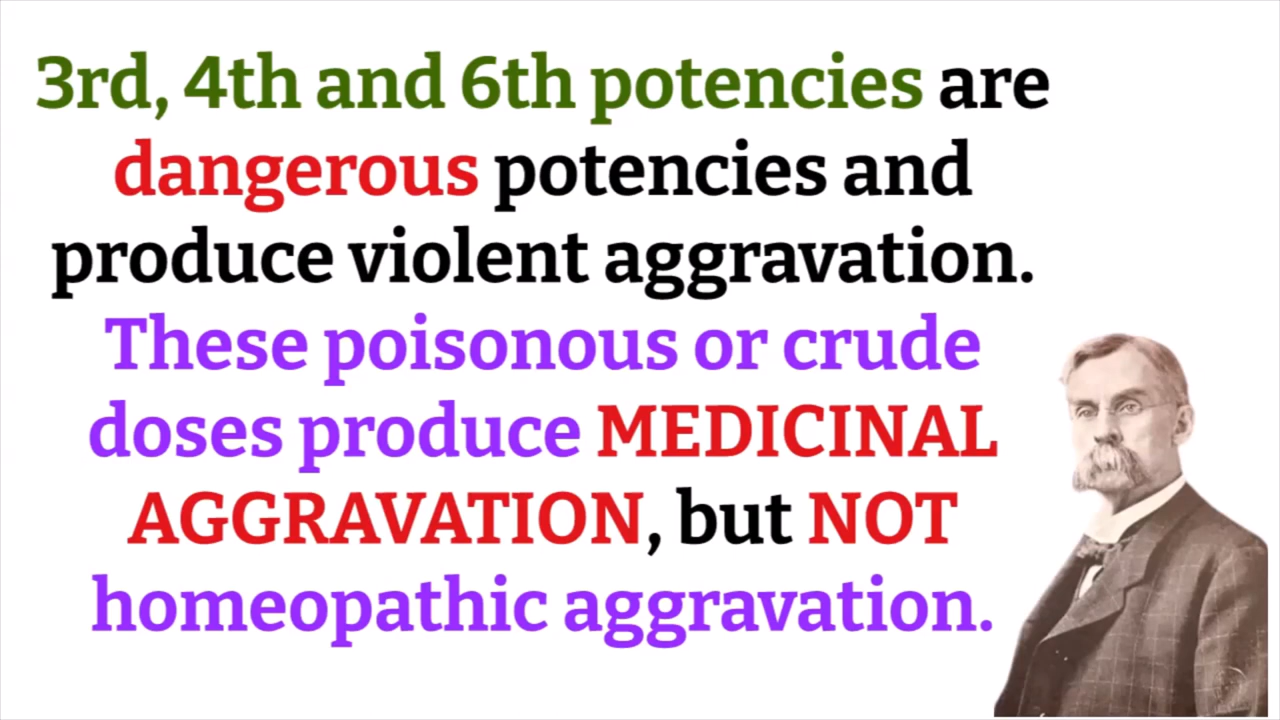 3rd, 4th and 6th potencies are
dangerous potencies and
produce violent aggravation.
These poisonous or crude
doses produce MEDICINAL
AGGRAVATION, but NOT
homeopathic aggravation.